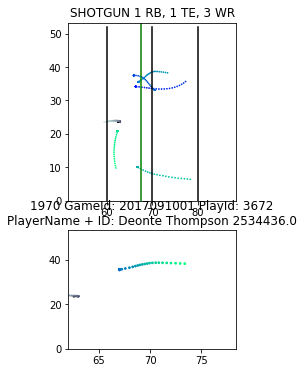 SHOTGUN 1 RB, 1 TE, 3 WR
50
40
30
20
10
0
60 70 80
1970 GameId: 2017091001 PlayId: 3672
PlayerName + ID: Deonte Thompson 2534436.0
40
20
0
65 70 75